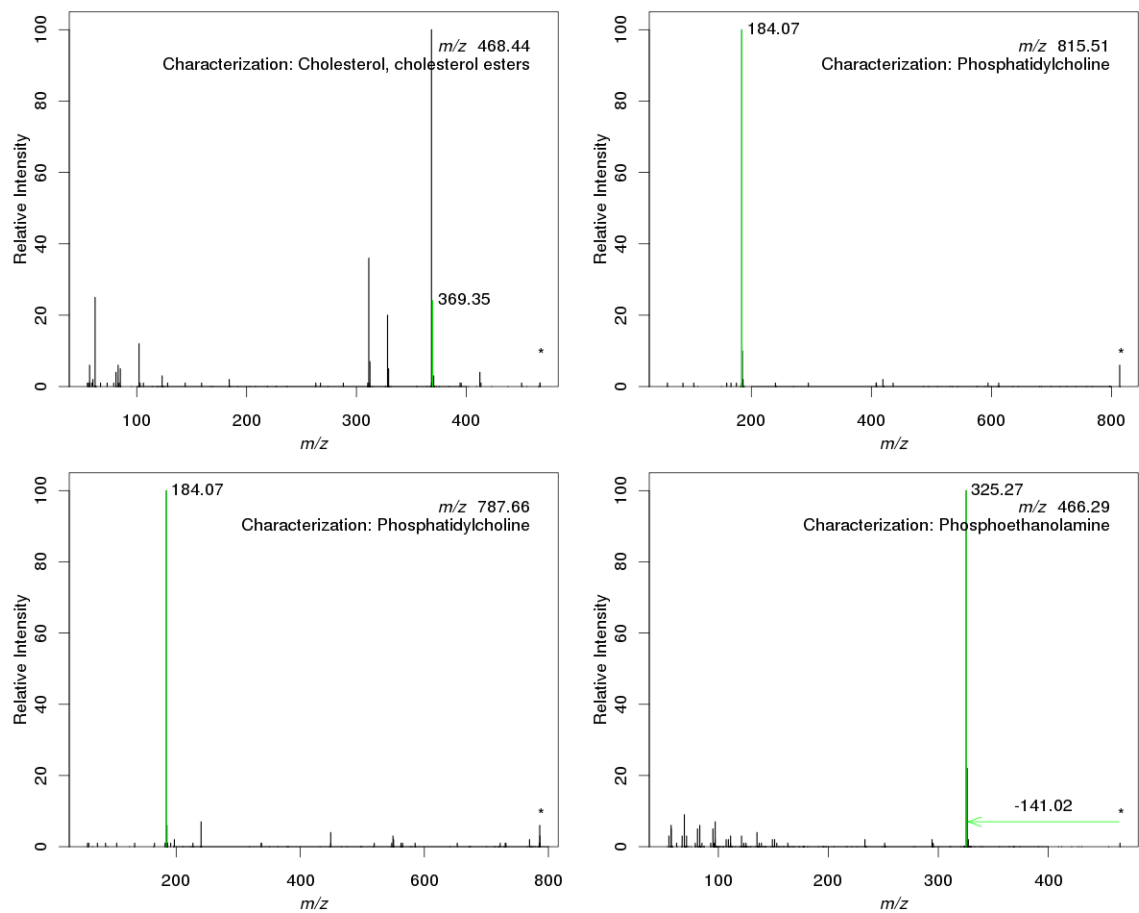 m/z 468.44
Characterization: Cholesterol, cholesterol esters
369.35
*
Relative Intensity
0 20 40 60 80 100
100 200 300 400
m/z
184.07
m/z 815.51
Characterization: Phosphatidylcholine
*
Relative Intensity
0 20 40 60 80 100
200 400 600 800
m/z
184.07
m/z 787.66
Characterization: Phosphatidylcholine
*
Relative Intensity
0 20 40 60 80 100
200 400 600 800
m/z
325.27
m/z 466.29
Characterization: Phosphoethanolamine
-141.02
*
Relative Intensity
0 20 40 60 80 100
100 200 300 400
m/z